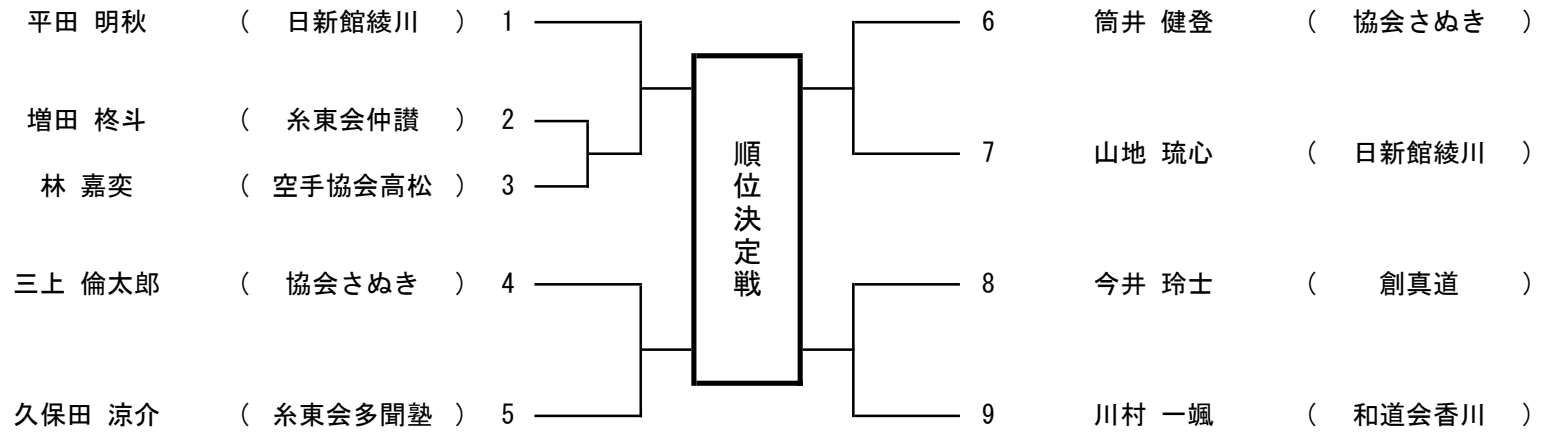 平田 明秋 ( 日新館綾川 ) 1
増田 柊斗 ( 糸東会仲讃 ) 2
林 嘉奕 ( 空手協会高松 ) 3
三上 倫太郎 ( 協会さぬき ) 4
久保田 涼介 ( 糸東会多聞塾 ) 5
順位決定戦
6 筒井 健登 ( 協会さぬき )
7 山地 琉心 ( 日新館綾川 )
8 今井 玲士 ( 創真道 )
9 川村 一颯 ( 和道会香川 )